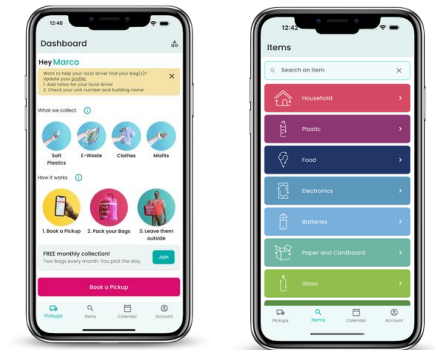 12:48
Dashboard
Hey Marco
Want to help your local driver find your bag(s)?
Update your profile:
1. Add notes for your local driver
2. Check your unit number and building name
What we collect
Soft Plastics
E-Waste
Clothes
Misfits
How it works
1. Book a Pickup
2. Pack your Bags
3. Leave them outside
FREE monthly collection!
Two bags every month. You pick the day.
Join
Book a Pickup
Pickups
Items
Calendar
Account
12:42
Items
Search an item
Household
Plastic
Food
Electronics
Batteries
Paper and Cardboard
Glass
Pickups
Items
Calendar
Account